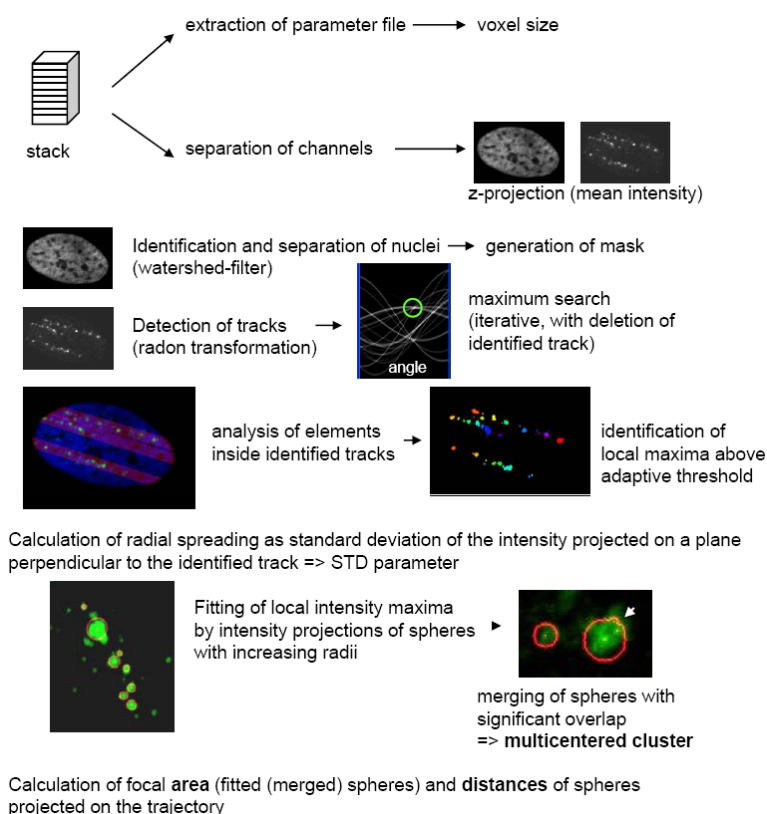 extraction of parameter file
voxel size
stack
separation of channels
z-projection (mean intensity)
Identification and separation of nuclei
(watershed-filter)
generation of mask
Detection of tracks
(radon transformation)
angle
maximum search
(iterative, with deletion of
identified track)
analysis of elements
inside identified tracks
identification of
local maxima above
adaptive threshold
Calculation of radial spreading as standard deviation of the intensity projected on a plane
perpendicular to the identified track => STD parameter
Fitting of local intensity maxima
by intensity projections of spheres
with increasing radii
merging of spheres with
significant overlap
=> multicentered cluster
Calculation of focal area (fitted (merged) spheres) and distances of spheres
projected on the trajectory